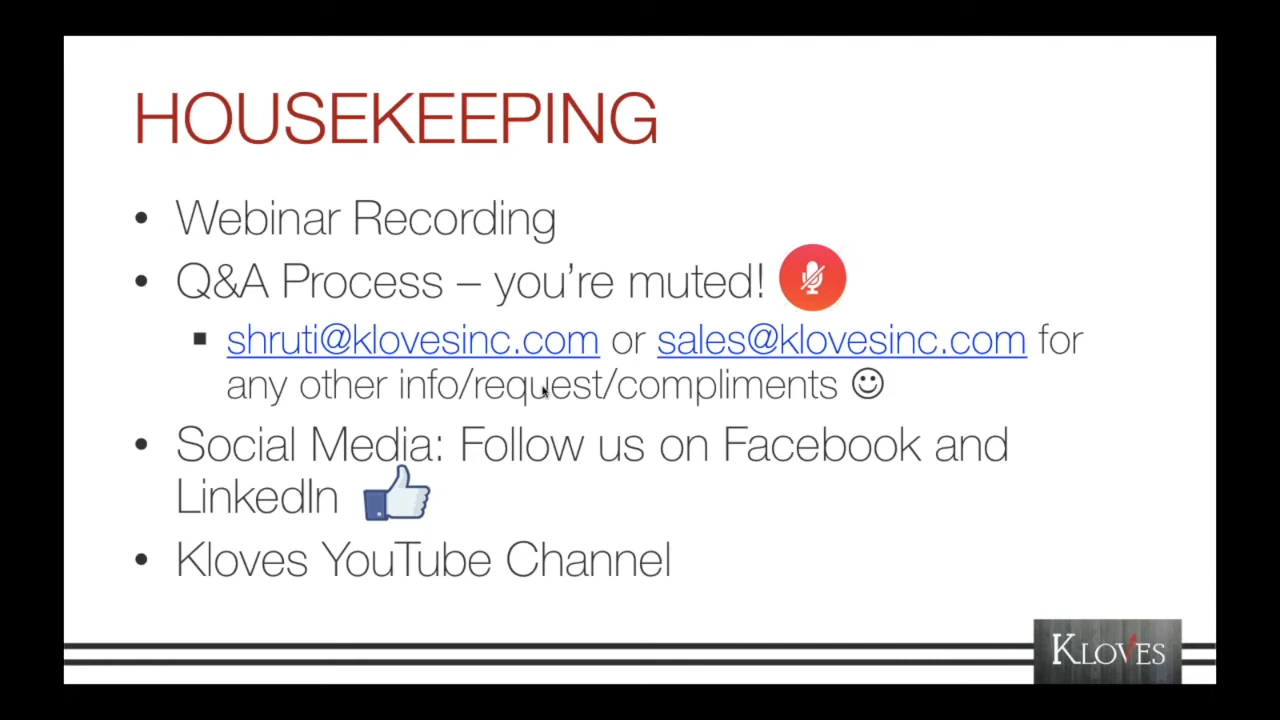 HOUSEKEEPING
• Webinar Recording
• Q&A Process – you're muted!
▪ shruti@klovesinc.com or sales@klovesinc.com for
any other info/request/compliments ☺
• Social Media: Follow us on Facebook and
LinkedIn
• Kloves YouTube Channel
KLOVES